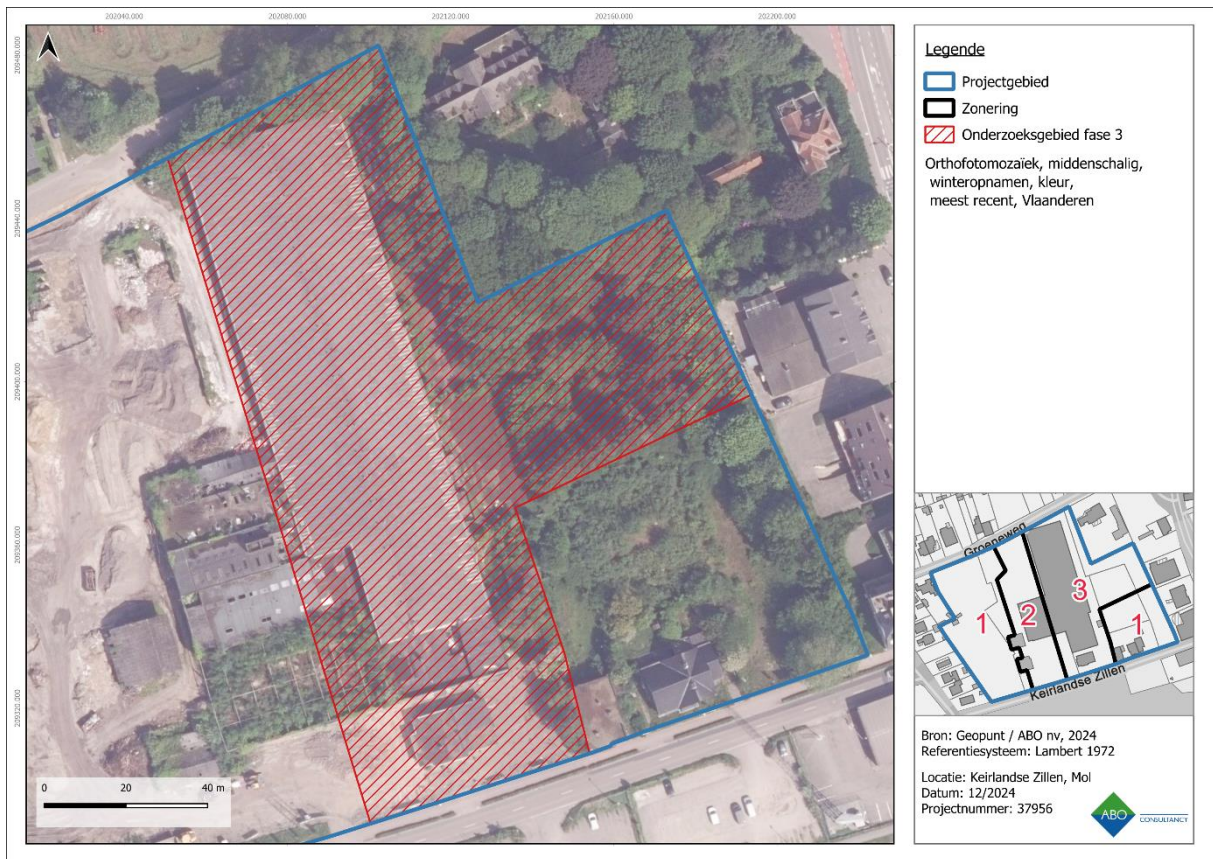 202040.000
202080.000
202120.000
202160.000
202200.000
209480.000
209440.000
209400.000
209360.000
209320.000
0
20
40 m
Legende
Projectgebied
Zonering
Onderzoeksgebied fase 3
Orthofotomozaïek, middenschalig,
winteropnamen, kleur,
meest recent, Vlaanderen
Groeneweg
1
2
3
1
Keirlandse Zillen
Bron: Geopunt / ABO nv, 2024
Referentiesysteem: Lambert 1972
Locatie: Keirlandse Zillen, Mol
Datum: 12/2024
Projectnummer: 37956
ABO
CONSULTANCY